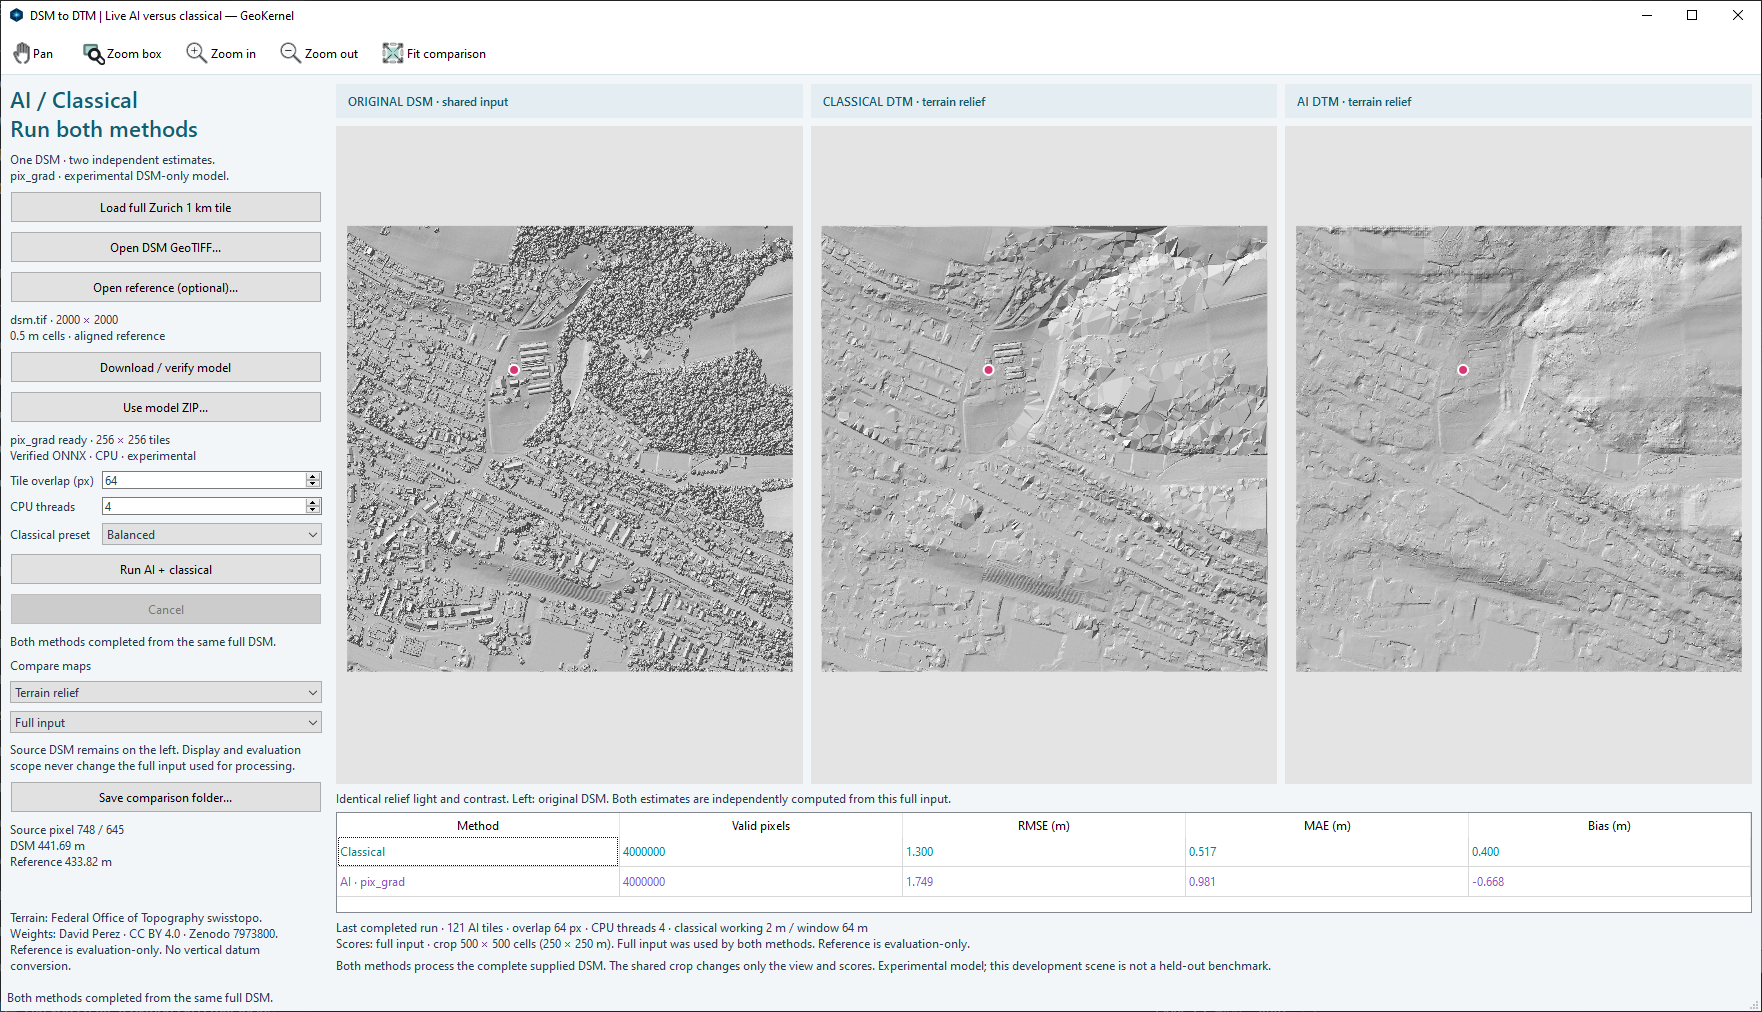 DSM to DTM | Live AI versus classical — GeoKernel
Pan
Zoom box
Zoom in
Zoom out
Fit comparison
AI / Classical
Run both methods
One DSM · two independent estimates.
pix_grad · experimental DSM-only model.
Load full Zurich 1 km tile
Open DSM GeoTIFF...
Open reference (optional)...
dsm.tif · 2000 × 2000
0.5 m cells · aligned reference
Download / verify model
Use model ZIP...
pix_grad ready · 256 × 256 tiles
Verified ONNX · CPU · experimental
Tile overlap (px) 64
CPU threads 4
Classical preset Balanced
Run AI + classical
Cancel
Both methods completed from the same full DSM.
Compare maps
Terrain relief
Full input
Source DSM remains on the left. Display and evaluation
scope never change the full input used for processing.
Save comparison folder...
Source pixel 748 / 645
DSM 441.69 m
Reference 433.82 m
Terrain: Federal Office of Topography swisstopo.
Weights: David Perez · CC BY 4.0 · Zenodo 7973800.
Reference is evaluation-only. No vertical datum
conversion.
Both methods completed from the same full DSM.
ORIGINAL DSM · shared input
CLASSICAL DTM · terrain relief
AI DTM · terrain relief
Identical relief light and contrast. Left: original DSM. Both estimates are independently computed from this full input.
Method Valid pixels RMSE (m) MAE (m) Bias (m)
Classical 4000000 1.300 0.517 0.400
AI · pix_grad 4000000 1.749 0.981 -0.668
Last completed run · 121 AI tiles · overlap 64 px · CPU threads 4 · classical working 2 m / window 64 m
Scores: full input · crop 500 × 500 cells (250 × 250 m). Full input was used by both methods. Reference is evaluation-only.
Both methods process the complete supplied DSM. The shared crop changes only the view and scores. Experimental model; this development scene is not a held-out benchmark.